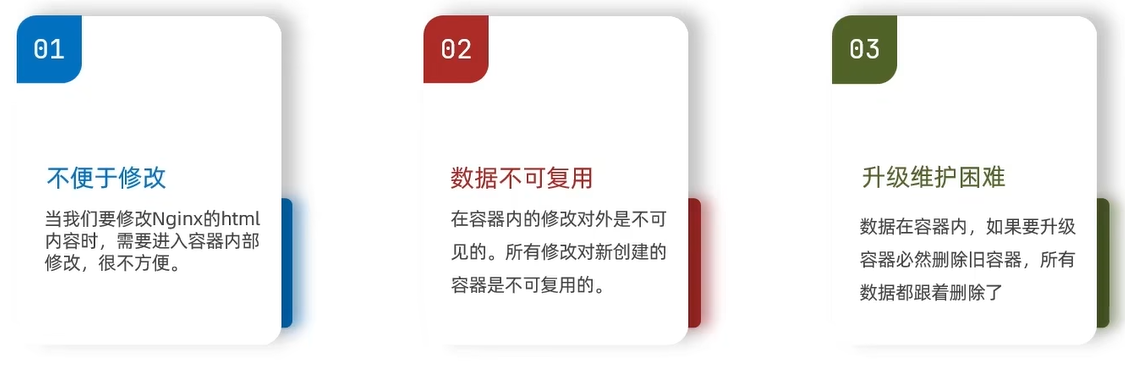 01
不便于修改
当我们要修改Nginx的html
内容时，需要进入容器内部
修改，很不方便。
02
数据不可复用
在容器内的修改对外是不可
见的。所有修改对新创建的
容器是不可复用的。
03
升级维护困难
数据在容器内，如果要升级
容器必然删除旧容器，所有
数据都跟着删除了